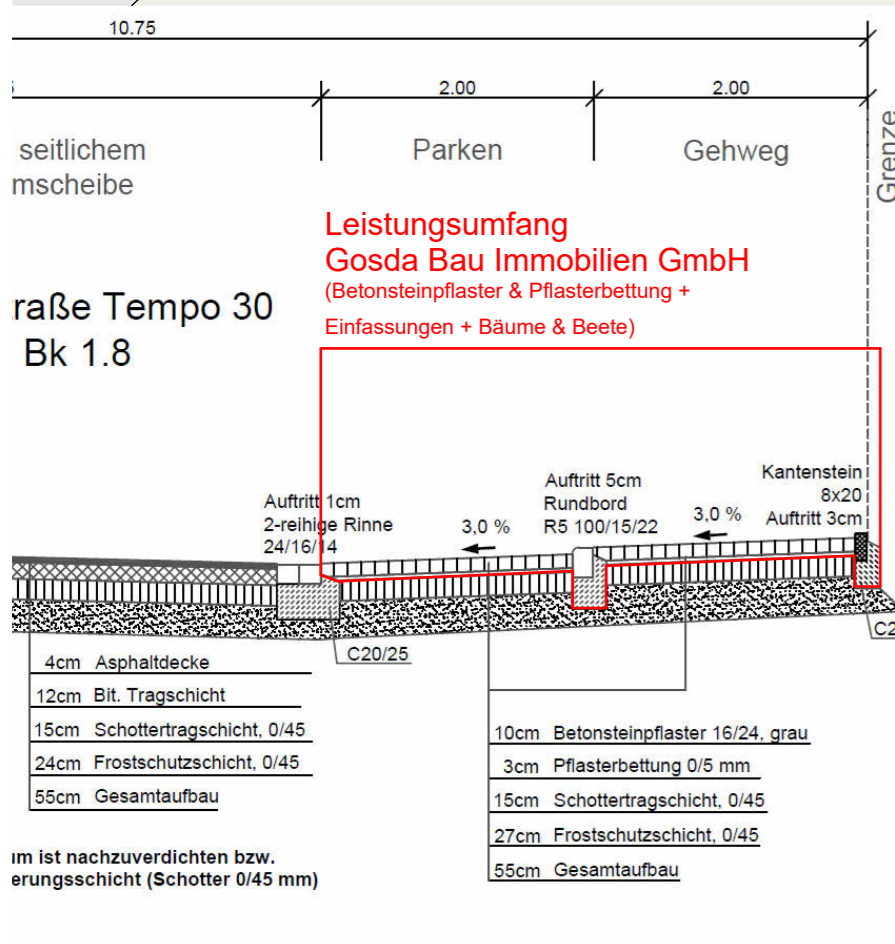 10.75
2.00
2.00
seitlichem
mscheibe
Parken
Gehweg
Grenze
Leistungsumfang
Gosda Bau Immobilien GmbH
(Betonsteinpflaster & Pflasterbettung +
Einfassungen + Bäume & Beete)
raße Tempo 30
Bk 1.8
Auftritt 1cm
2-reihige Rinne
24/16/14
3,0 %
Auftritt 5cm
Rundbord
R5 100/15/22
3,0 %
Kantenstein
8x20
Auftritt 3cm
C20/25
C2
4cm Asphaltdecke
12cm Bit. Tragschicht
15cm Schottertragschicht, 0/45
24cm Frostschutzschicht, 0/45
55cm Gesamtaufbau
10cm Betonsteinpflaster 16/24, grau
3cm Pflasterbettung 0/5 mm
15cm Schottertragschicht, 0/45
27cm Frostschutzschicht, 0/45
55cm Gesamtaufbau
um ist nachzuverdichten bzw.
erungsschicht (Schotter 0/45 mm)